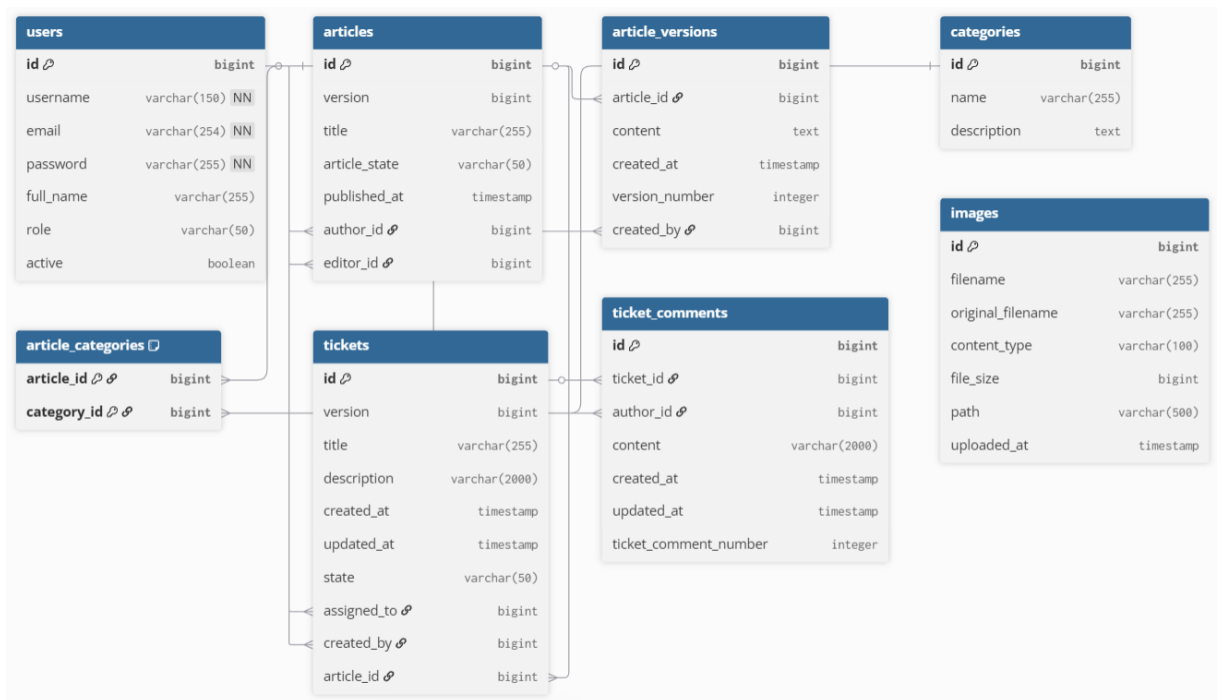 users
id bigint
username varchar(150) NN
email varchar(254) NN
password varchar(255) NN
full_name varchar(255)
role varchar(50)
active boolean
articles
id bigint
version bigint
title varchar(255)
article_state varchar(50)
published_at timestamp
author_id bigint
editor_id bigint
article_versions
id bigint
article_id bigint
content text
created_at timestamp
version_number integer
created_by bigint
categories
id bigint
name varchar(255)
description text
images
id bigint
filename varchar(255)
original_filename varchar(255)
content_type varchar(100)
file_size bigint
path varchar(500)
uploaded_at timestamp
article_categories
article_id bigint
category_id bigint
tickets
id bigint
version bigint
title varchar(255)
description varchar(2000)
created_at timestamp
updated_at timestamp
state varchar(50)
assigned_to bigint
created_by bigint
article_id bigint
ticket_comments
id bigint
ticket_id bigint
author_id bigint
content varchar(2000)
created_at timestamp
updated_at timestamp
ticket_comment_number integer